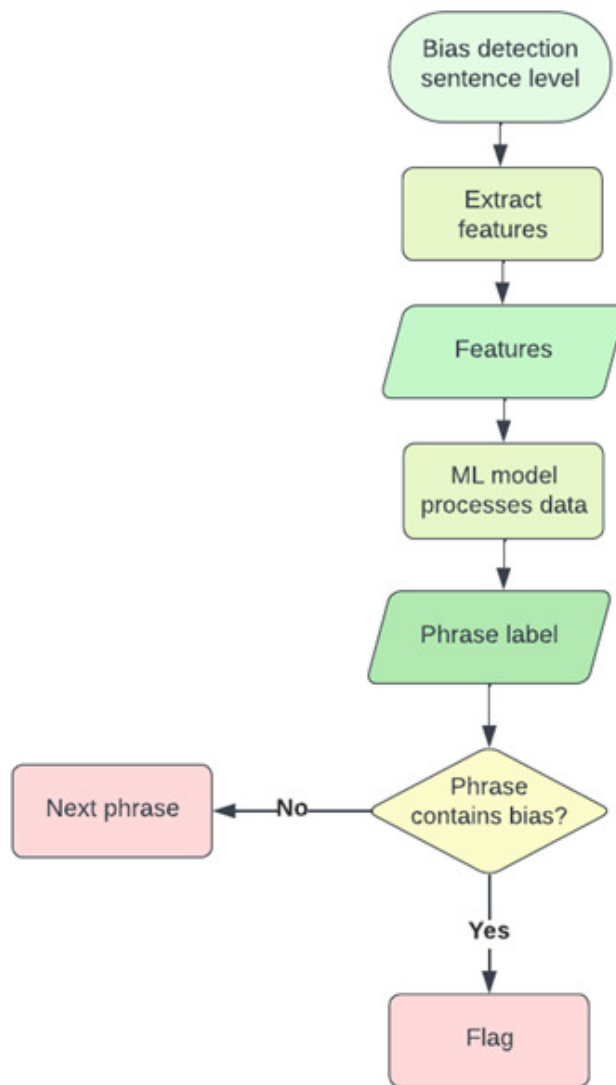 Bias detection
sentence level
Extract
features
Features
ML model
processes data
Phrase label
Phrase
contains bias?
No
Next phrase
Yes
Flag